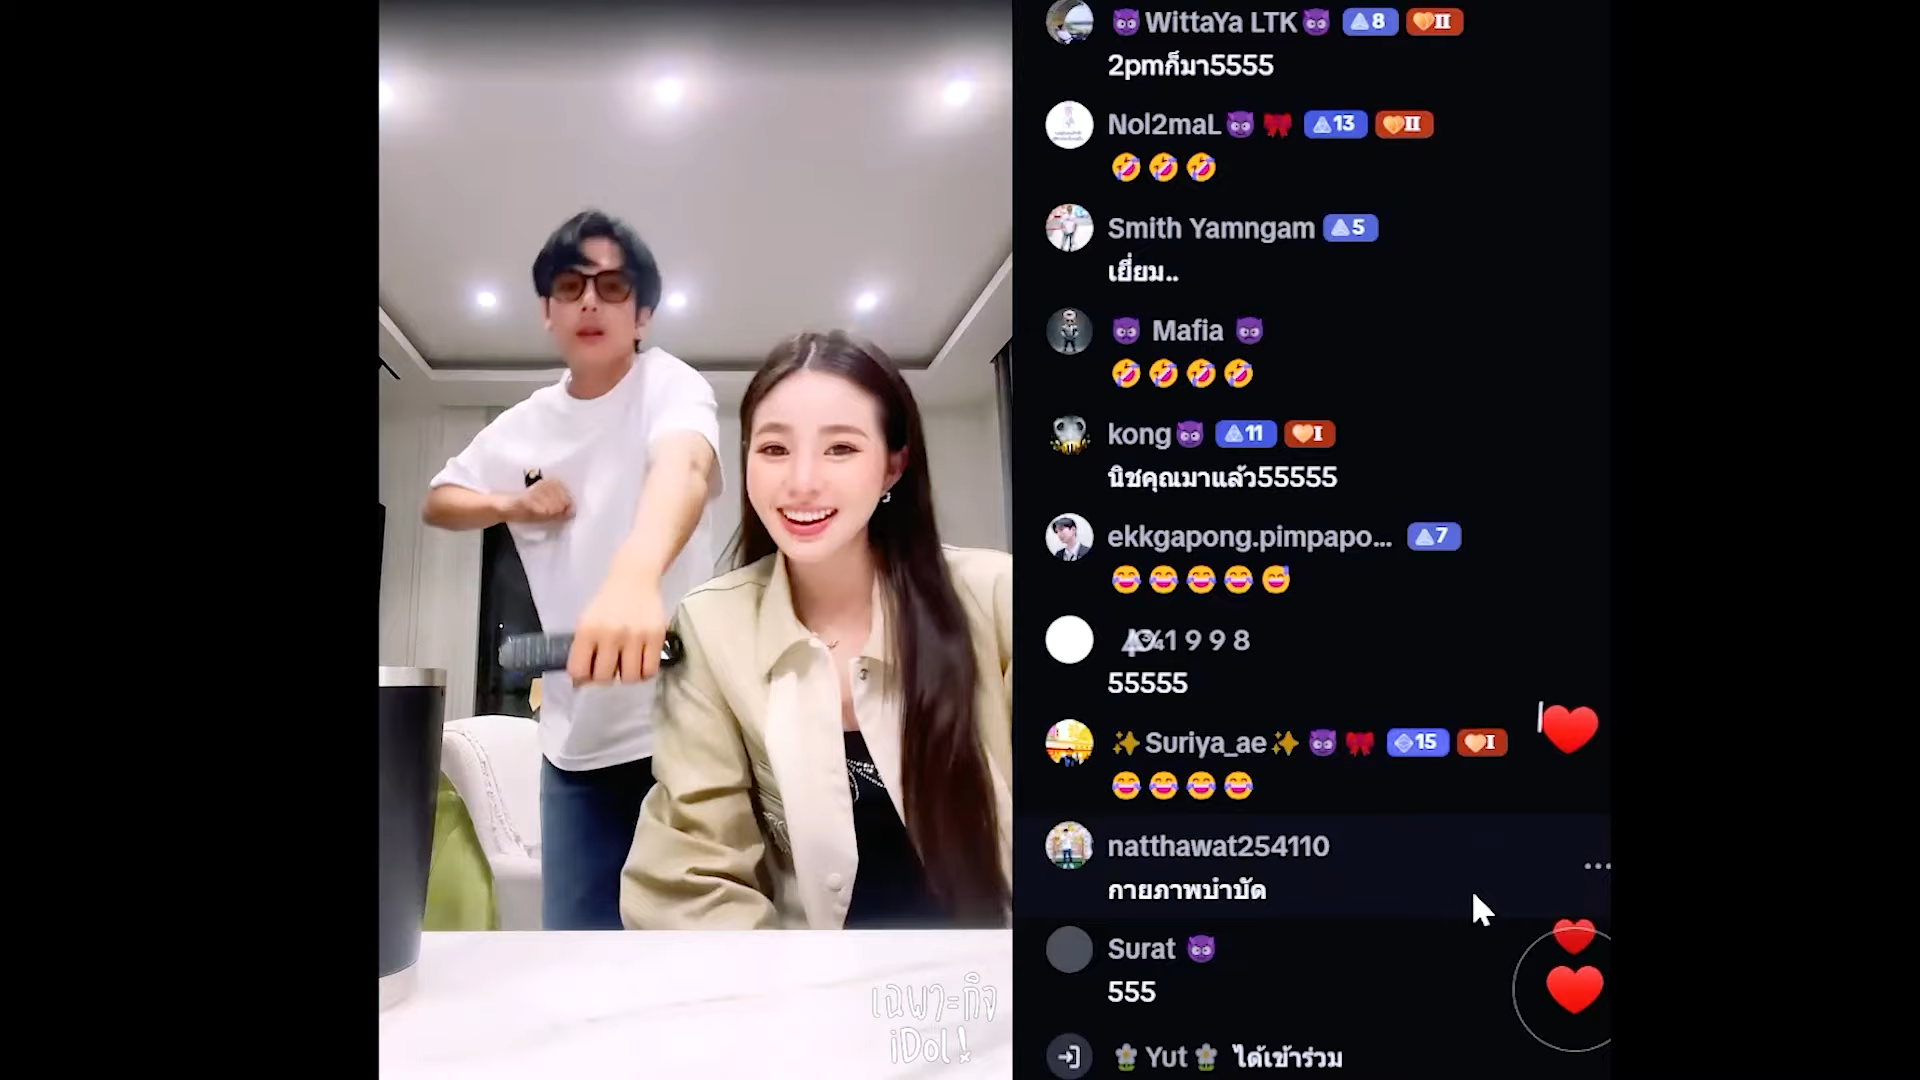 WittaYa LTK 8 II
2pmก็มา5555
Nol2maL 13 II
Smith Yamngam 5
เยี่ยม..
Mafia
kong 11 I
นิชคุณมาแล้ว55555
ekkgapong.pimpapo... 7
1 9 9 8
55555
Suriya_ae 15 I
natthawat254110
กายภาพบำบัด
Surat
555
Yut ได้เข้าร่วม
เฉพาะกิจ
iDol!